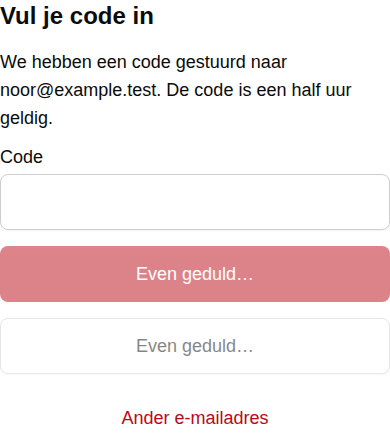 Vul je code in
We hebben een code gestuurd naar
noor@example.test. De code is een half uur
geldig.
Code
Even geduld…
Even geduld…
Ander e-mailadres